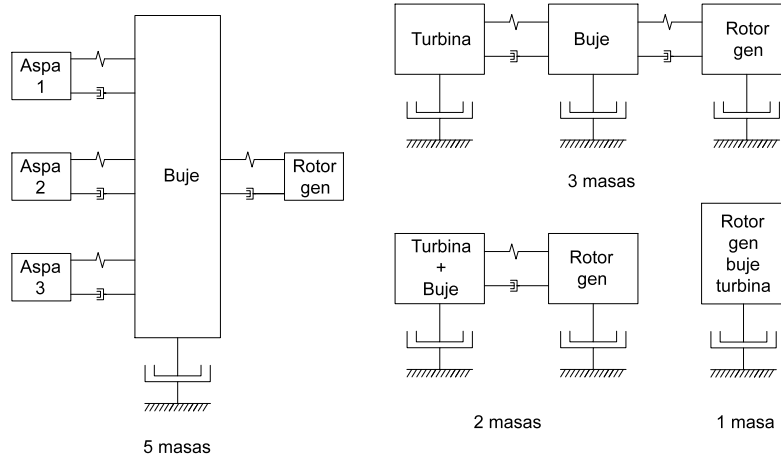 Aspa
1
Aspa
2
Aspa
3
Buje
Rotor
gen
5 masas
Turbina
Buje
Rotor
gen
3 masas
Turbina
+
Buje
Rotor
gen
2 masas
Rotor
gen
buje
turbina
1 masa